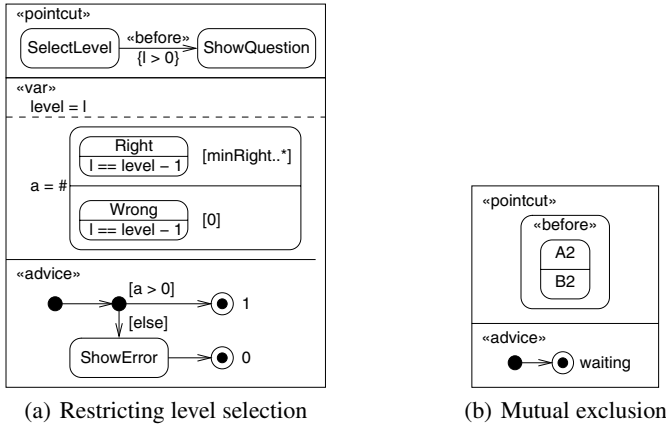 «pointcut»
SelectLevel
«before»
{l > 0}
ShowQuestion
«var»
level = l
a = #
Right
l == level − 1
[minRight..*]
Wrong
l == level − 1
[0]
«advice»
[a > 0]
1
[else]
ShowError
0
(a) Restricting level selection
«pointcut»
«before»
A2
B2
«advice»
waiting
(b) Mutual exclusion